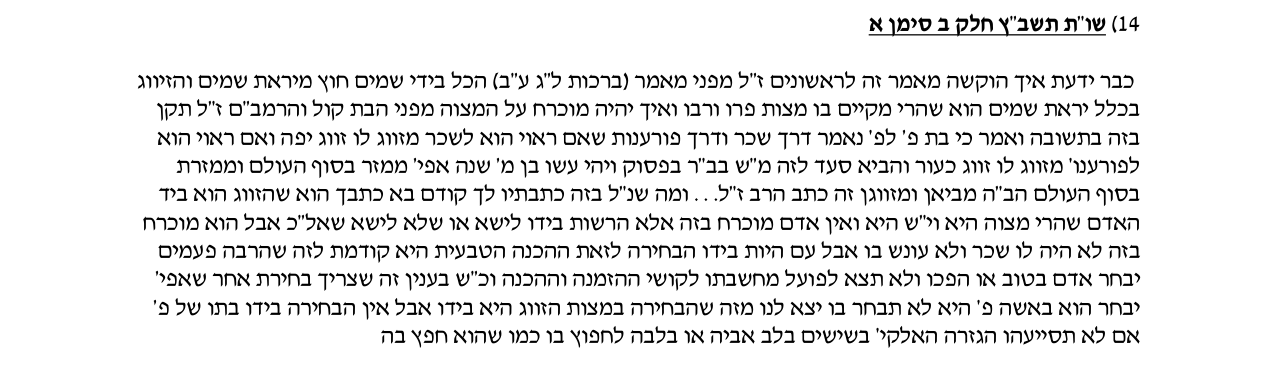 14) שו"ת תשב"ץ חלק ב סימן א
כבר ידעת איך הוקשה מאמר זה לראשונים ז"ל מפני מאמר (ברכות ל"ג ע"ב) הכל בידי שמים חוץ מיראת שמים והזיווג
בכלל יראת שמים הוא שהרי מקיים בו מצות פרו ורבו ואיך יהיה מוכרח על המצוה מפני הבת קול והרמב"ם ז"ל תקן
בזה בתשובה ואמר כי בת פ' לפ' נאמר דרך שכר ודרך פורענות שאם ראוי הוא לשכר מזווג לו זווג יפה ואם ראוי הוא
לפורענו' מזווג לו זווג כעור והביא סעד לזה מ"ש בב"ר בפסוק ויהי עשו בן מ' שנה אפי' ממזר בסוף העולם וממזרת
בסוף העולם הב"ה מביאן ומזווגן זה כתב הרב ז"ל. . . ומה שנ"ל בזה כתבתיו לך קודם בא כתבך הוא שהזווג הוא ביד
האדם שהרי מצוה היא וי"ש היא ואין אדם מוכרח בזה אלא הרשות בידו לישא או שלא לישא שאל"כ אבל הוא מוכרח
בזה לא היה לו שכר ולא עונש בו אבל עם היות בידו הבחירה לזאת ההכנה הטבעית היא קודמת לזה שהרבה פעמים
יבחר אדם בטוב או הפכו ולא תצא לפועל מחשבתו לקושי ההזמנה וההכנה וכ"ש בענין זה שצריך בחירת אחר שאפי'
יבחר הוא באשה פ' היא לא תבחר בו יצא לנו מזה שהבחירה במצות הזווג היא בידו אבל אין הבחירה בידו בתו של פ'
אם לא תסייעהו הגזרה האלקי' בשישים בלב אביה או בלבה לחפוץ בו כמו שהוא חפץ בה